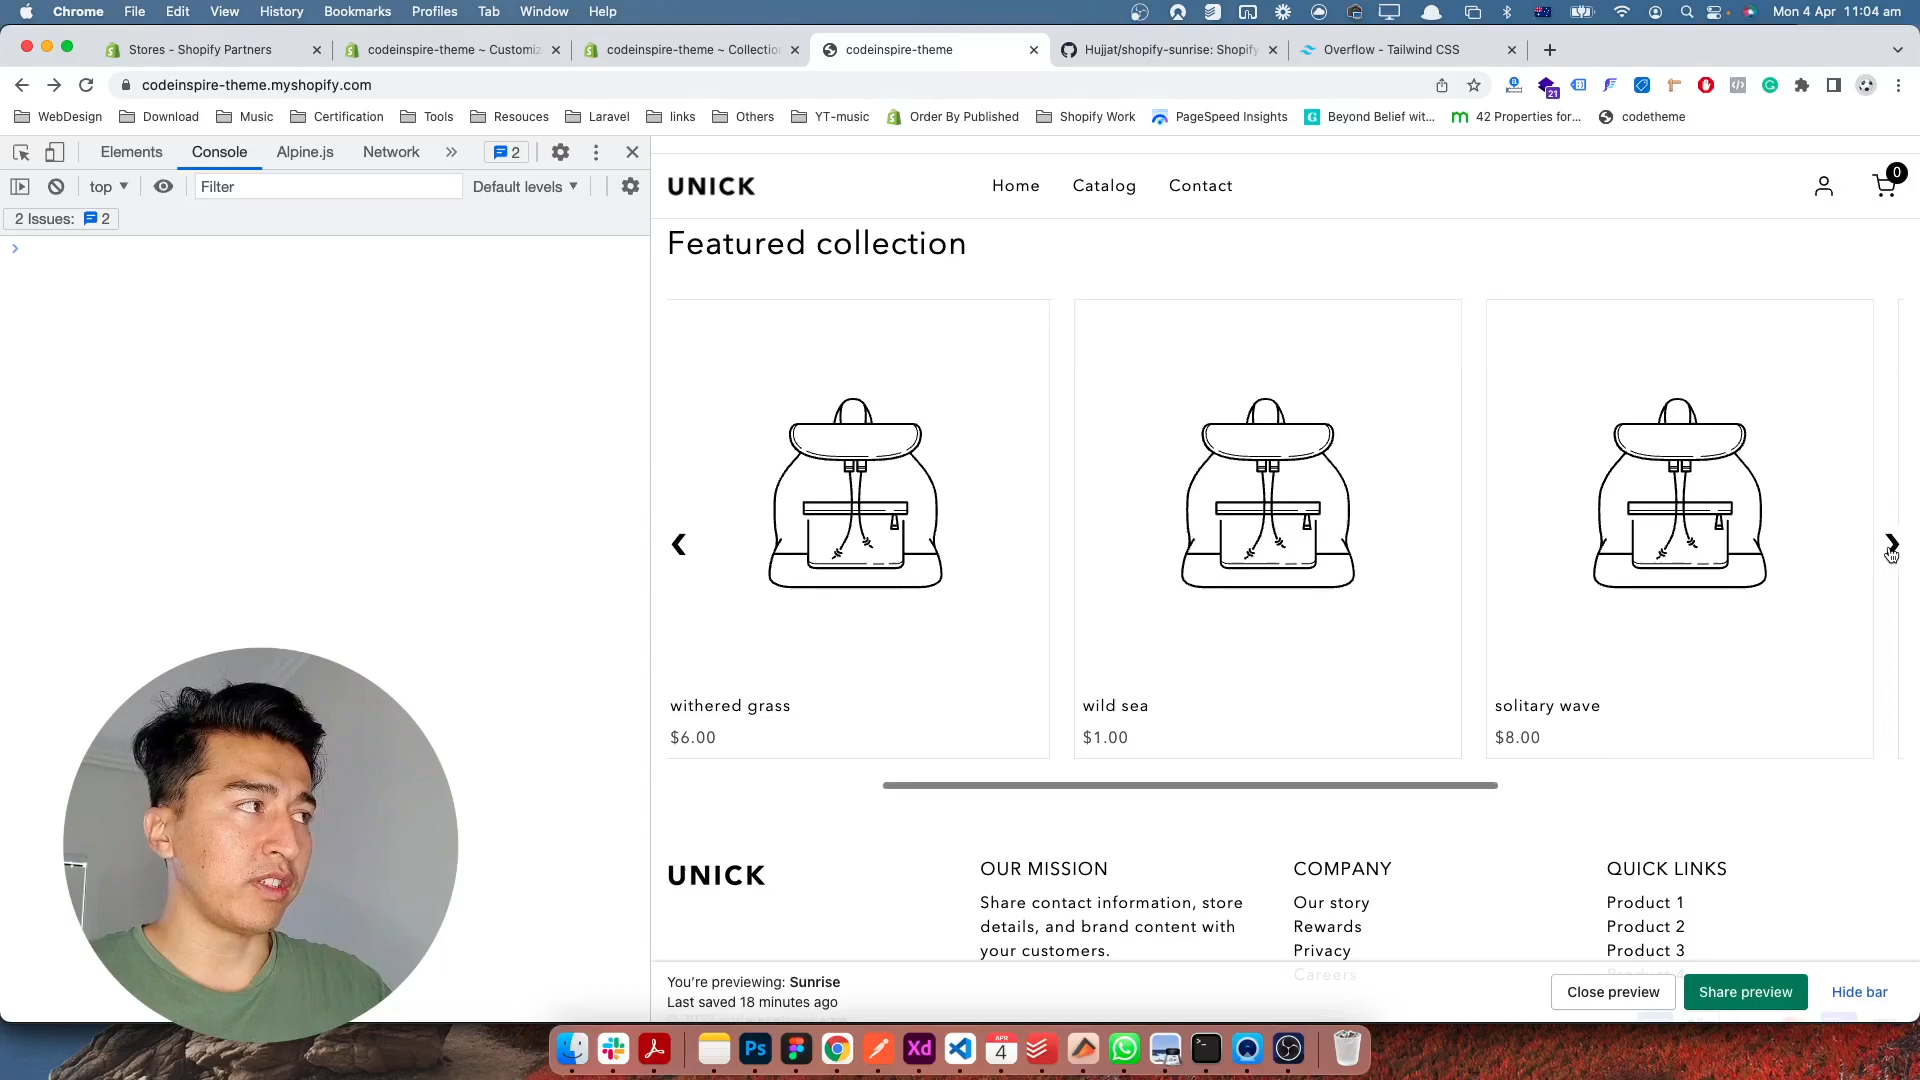 Chrome File Edit View History Bookmarks Profiles Tab Window Help Mon 4 Apr 11:04 am
Stores - Shopify Partners codeinspire-theme ~ Customiz codeinspire-theme ~ Collection codeinspire-theme Hujjat/shopify-sunrise: Shopify Overflow - Tailwind CSS
codeinspire-theme.myshopify.com 21
WebDesign Download Music Certification Tools Resouces Laravel links Others YT-music Order By Published Shopify Work PageSpeed Insights Beyond Belief wit... 42 Properties for... codetheme
Elements Console Alpine.js Network 2
top Filter Default levels
2 Issues: 2
UNICK Home Catalog Contact 0
Featured collection
withered grass
$6.00
wild sea
$1.00
solitary wave
$8.00
UNICK
OUR MISSION
Share contact information, store
details, and brand content with
your customers.
COMPANY
Our story
Rewards
Privacy
Careers
QUICK LINKS
Product 1
Product 2
Product 3
You're previewing: Sunrise
Last saved 18 minutes ago
Close preview Share preview Hide bar
Ps Xd APR 4